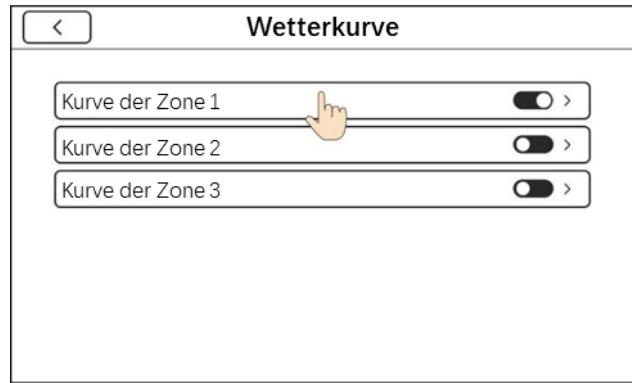 Wetterkurve
Kurve der Zone 1
Kurve der Zone 2
Kurve der Zone 3